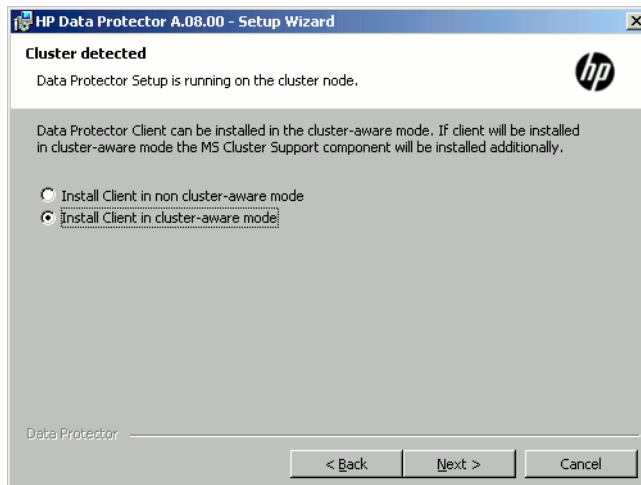 HP Data Protector A.08.00 - Setup Wizard
Cluster detected
Data Protector Setup is running on the cluster node.
hp
Data Protector Client can be installed in the cluster-aware mode. If client will be installed
in cluster-aware mode the MS Cluster Support component will be installed additionally.
Install Client in non cluster-aware mode
Install Client in cluster-aware mode
Data Protector
< Back
Next >
Cancel